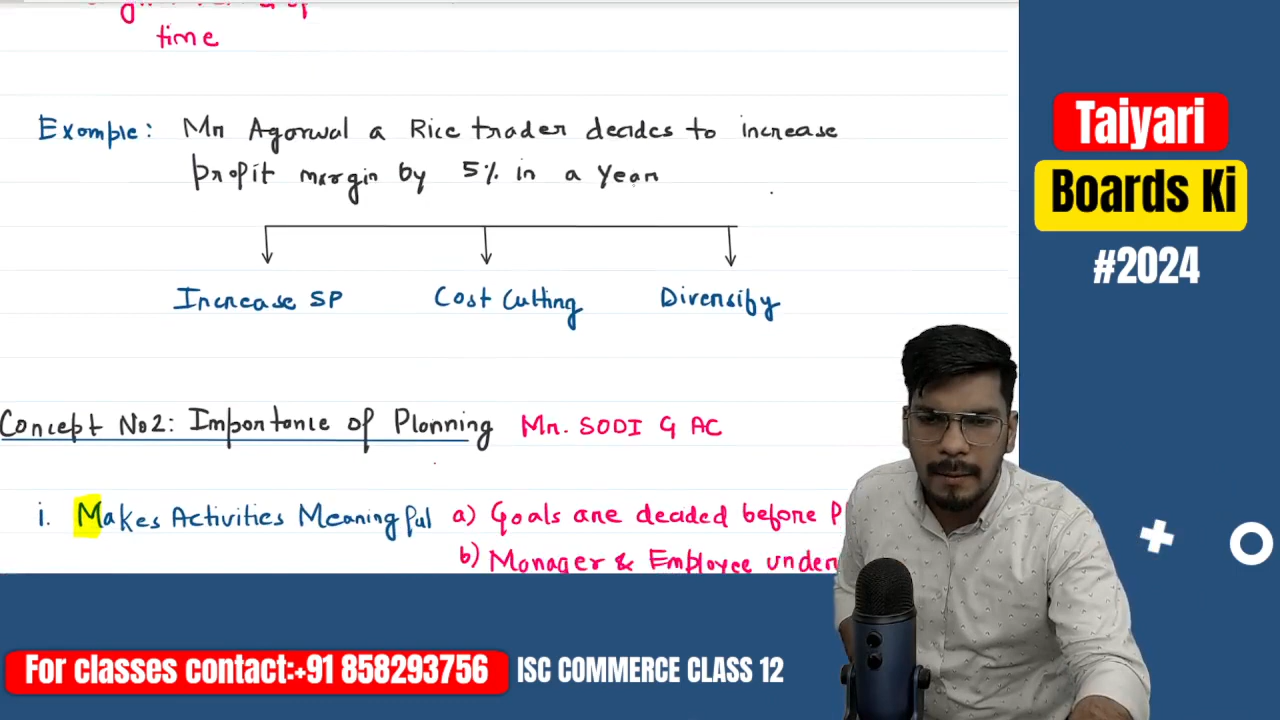 time
Example: Mr Agarwal a Rice trader decides to increase
profit margin by 5% in a Year
Increase SP Cost Cutting Diversify
Concept No2: Importance of Planning Mr. SODI G AC
i. Makes Activities Meaningful a) Goals are decided before
b) Manager & Employee
Taiyari
Boards Ki
#2024
For classes contact:+91 858293756 ISC COMMERCE CLASS 12